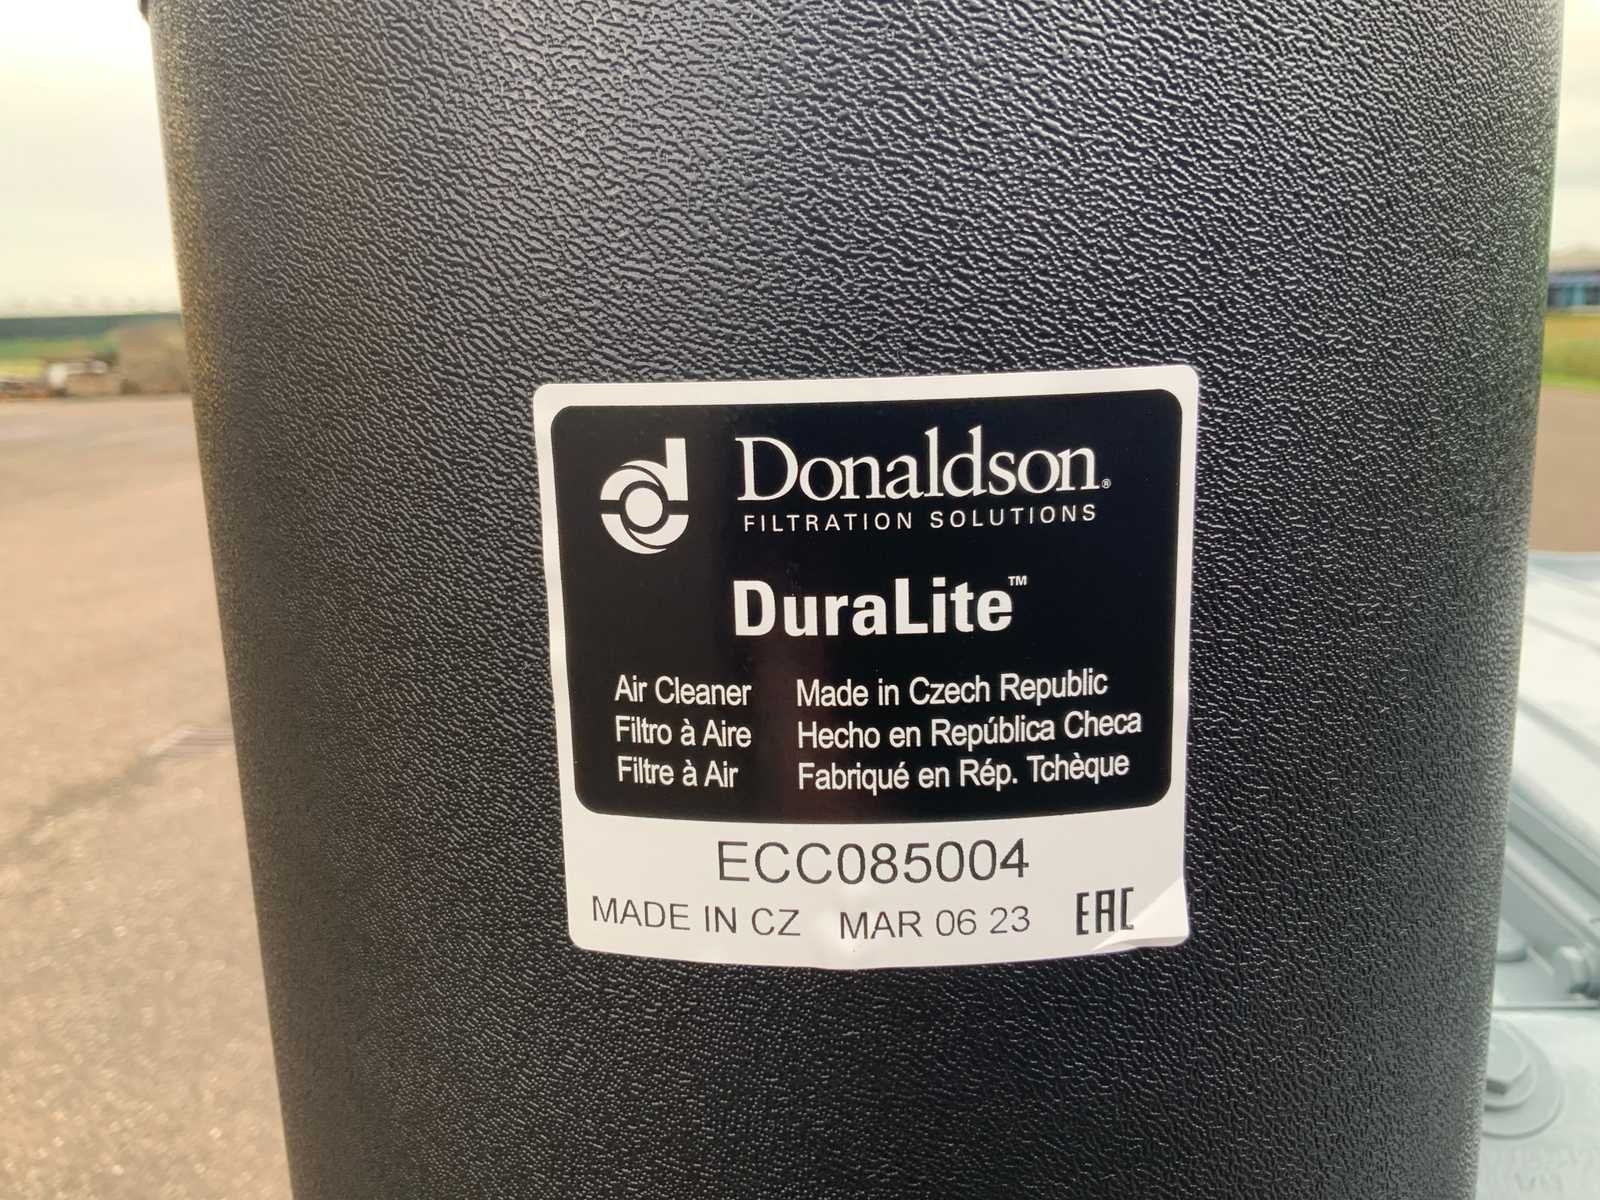 Donaldson®
FILTRATION SOLUTIONS
DuraLite™
Air Cleaner Made in Czech Republic
Filtro à Aire Hecho en República Checa
Filtre à Air Fabriqué en Rép. Tchèque
ECC085004
MADE IN CZ MAR 06 23 EAC